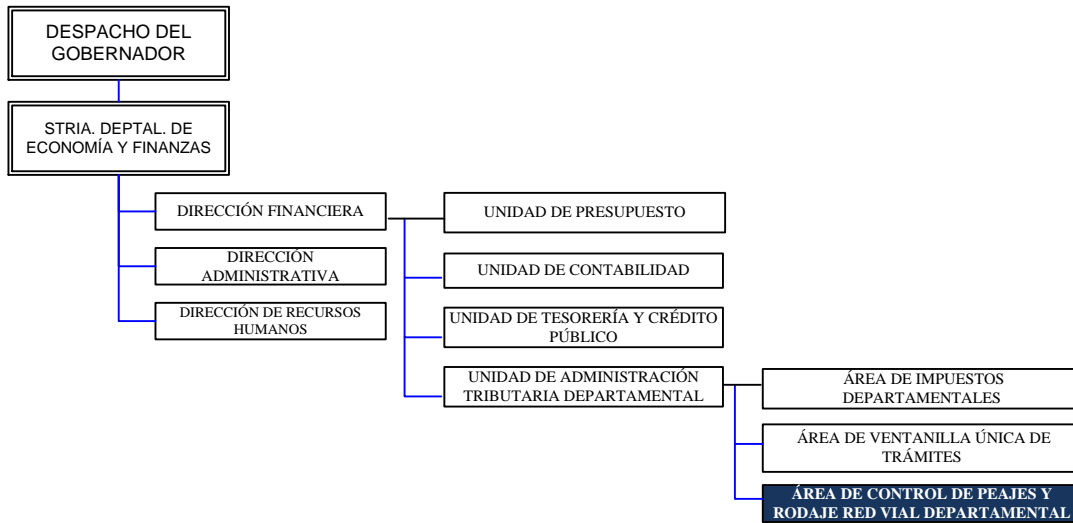 DESPACHO DEL
GOBERNADOR
STRIA. DEPTAL. DE
ECONOMÍA Y FINANZAS
DIRECCIÓN FINANCIERA
DIRECCIÓN
ADMINISTRATIVA
DIRECCIÓN DE RECURSOS
HUMANOS
UNIDAD DE PRESUPUESTO
UNIDAD DE CONTABILIDAD
UNIDAD DE TESORERÍA Y CRÉDITO
PÚBLICO
UNIDAD DE ADMINISTRACIÓN
TRIBUTARIA DEPARTAMENTAL
ÁREA DE IMPUESTOS
DEPARTAMENTALES
ÁREA DE VENTANILLA ÚNICA DE
TRÁMITES
ÁREA DE CONTROL DE PEAJES Y
RODAJE RED VIAL DEPARTAMENTAL